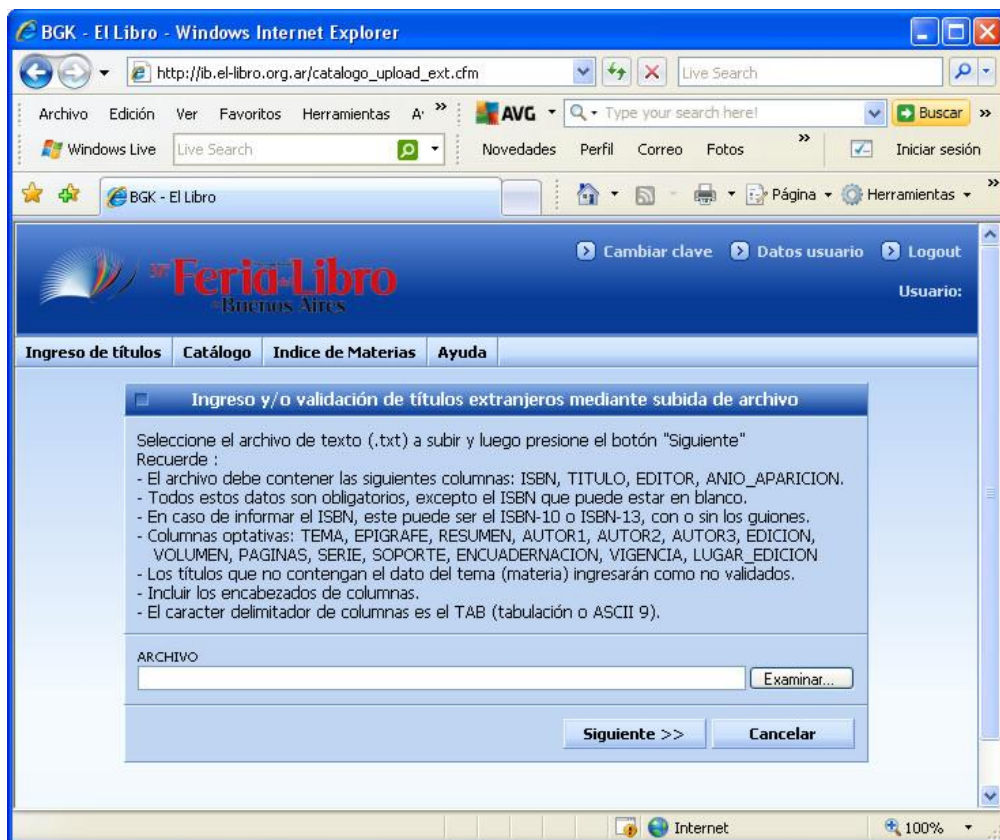 BGK - El Libro - Windows Internet Explorer
http://ib.el-libro.org.ar/catalogo_upload_ext.cfm
Live Search
Archivo Edición Ver Favoritos Herramientas A
AVG
Type your search here!
Buscar
Windows Live
Live Search
Novedades Perfil Correo Fotos
Iniciar sesión
BGK - El Libro
Página
Herramientas
Cambiar clave Datos usuario Logout
Feria del Libro
Buenos Aires
Usuario:
Ingreso de títulos Catálogo Indice de Materias Ayuda
Ingreso y/o validación de títulos extranjeros mediante subida de archivo
Seleccione el archivo de texto (.txt) a subir y luego presione el botón "Siguiente"
Recuerde :
- El archivo debe contener las siguientes columnas: ISBN, TITULO, EDITOR, ANIO_APARICION.
- Todos estos datos son obligatorios, excepto el ISBN que puede estar en blanco.
- En caso de informar el ISBN, este puede ser el ISBN-10 o ISBN-13, con o sin los guiones.
- Columnas optativas: TEMA, EPIGRAFE, RESUMEN, AUTOR1, AUTOR2, AUTOR3, EDICION,
VOLUMEN, PAGINAS, SERIE, SOPORTE, ENCUADERNACION, VIGENCIA, LUGAR_EDICION
- Los títulos que no contengan el dato del tema (materia) ingresarán como no validados.
- Incluir los encabezados de columnas.
- El caracter delimitador de columnas es el TAB (tabulación o ASCII 9).
ARCHIVO
Examinar...
Siguiente >> Cancelar
Internet
100%